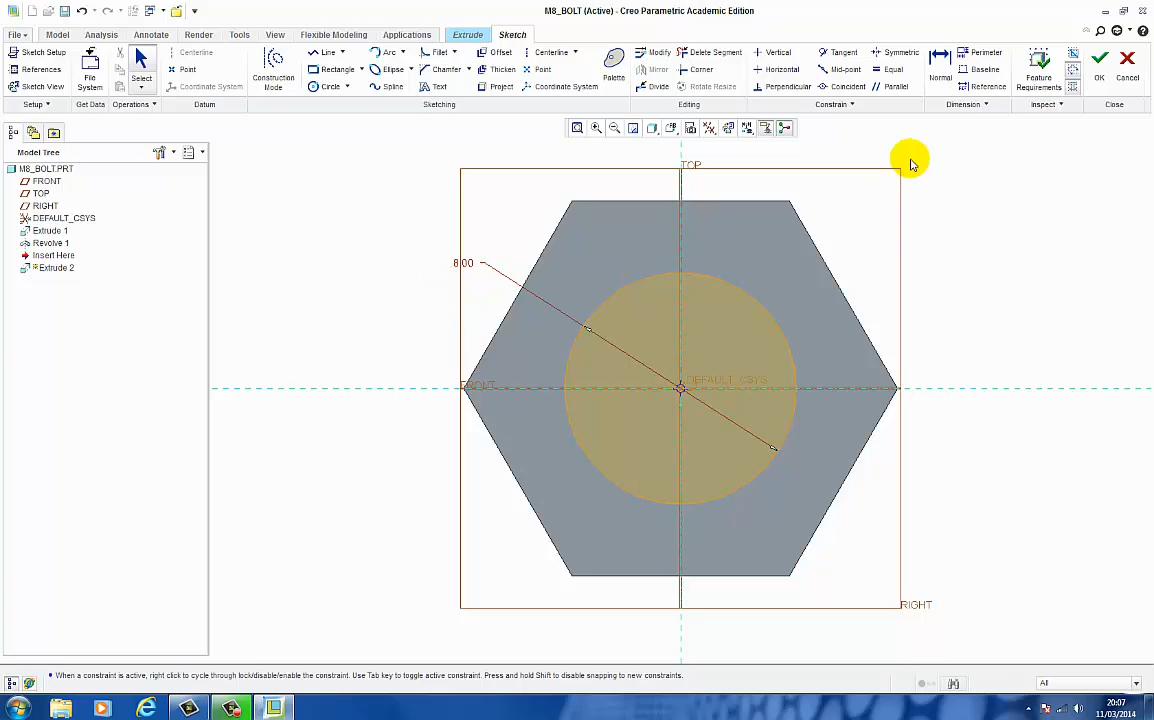 M8_BOLT (Active) - Creo Parametric Academic Edition
File Model Analysis Annotate Render Tools View Flexible Modeling Applications Extrude Sketch
Sketch Setup
References
Sketch View
Setup
File System
Get Data
Select
Operations
Centerline
Point
Coordinate System
Datum
Construction Mode
Line Arc Fillet Offset Centerline
Rectangle Ellipse Chamfer Thicken Point
Circle Spline Text Project Coordinate System
Sketching
Palette
Modify Delete Segment
Mirror Corner
Divide Rotate Resize
Editing
Vertical Tangent Symmetric
Horizontal Mid-point Equal
Perpendicular Coincident Parallel
Constrain
Normal
Perimeter
Baseline
Reference
Dimension
Feature Requirements
Inspect
OK
Cancel
Close
Model Tree
M8_BOLT.PRT
FRONT
TOP
RIGHT
DEFAULT_CSYS
Extrude 1
Revolve 1
Insert Here
Extrude 2
TOP
8.00
DEFAULT_CSYS
FRONT
RIGHT
When a constraint is active, right click to cycle through lock/disable/enable the constraint. Use Tab key to toggle active constraint. Press and hold Shift to disable snapping to new constraints.
All
20:07
11/03/2014